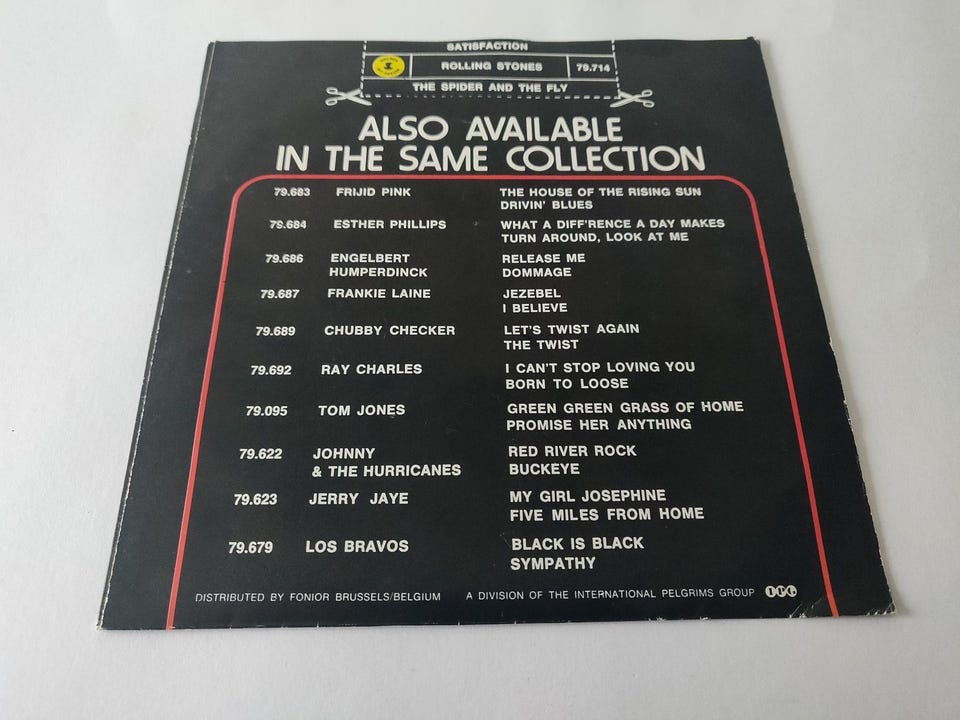 SATISFACTION
ROLLING STONES 79.714
THE SPIDER AND THE FLY
ALSO AVAILABLE
IN THE SAME COLLECTION
79.683 FRIJID PINK THE HOUSE OF THE RISING SUN
DRIVIN' BLUES
79.684 ESTHER PHILLIPS WHAT A DIFF'RENCE A DAY MAKES
TURN AROUND, LOOK AT ME
79.686 ENGELBERT RELEASE ME
HUMPERDINCK DOMMAGE
79.687 FRANKIE LAINE JEZEBEL
I BELIEVE
79.689 CHUBBY CHECKER LET'S TWIST AGAIN
THE TWIST
79.692 RAY CHARLES I CAN'T STOP LOVING YOU
BORN TO LOOSE
79.095 TOM JONES GREEN GREEN GRASS OF HOME
PROMISE HER ANYTHING
79.622 JOHNNY RED RIVER ROCK
& THE HURRICANES BUCKEYE
79.623 JERRY JAYE MY GIRL JOSEPHINE
FIVE MILES FROM HOME
79.679 LOS BRAVOS BLACK IS BLACK
SYMPATHY
DISTRIBUTED BY FONIOR BRUSSELS/BELGIUM A DIVISION OF THE INTERNATIONAL PELGRIMS GROUP IPG